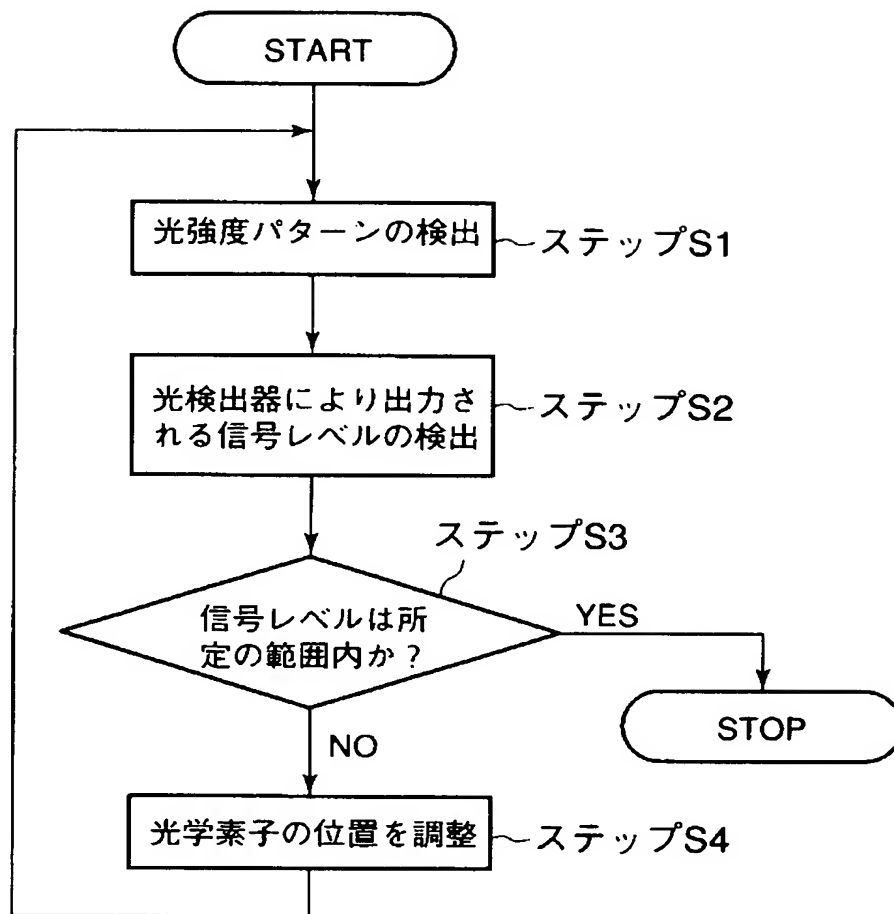 START
光強度パターンの検出
ステップS1
光検出器により出力さ
れる信号レベルの検出
ステップS2
ステップS3
信号レベルは所
定の範囲内か?
YES
STOP
NO
光学素子の位置を調整
ステップS4